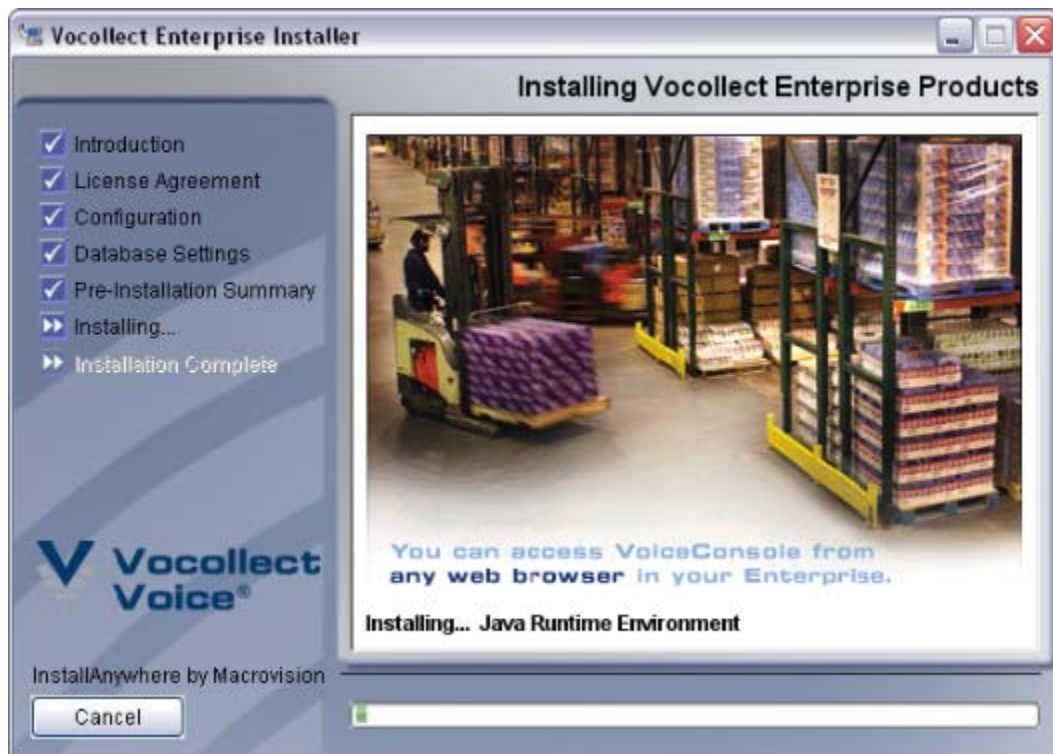 Vocollect Enterprise Installer
Installing Vocollect Enterprise Products
Introduction
License Agreement
Configuration
Database Settings
Pre-Installation Summary
Installing...
Installation Complete
Vocollect
Voice®
You can access VoiceConsole from
any web browser in your Enterprise.
Installing... Java Runtime Environment
InstallAnywhere by Macrovision
Cancel